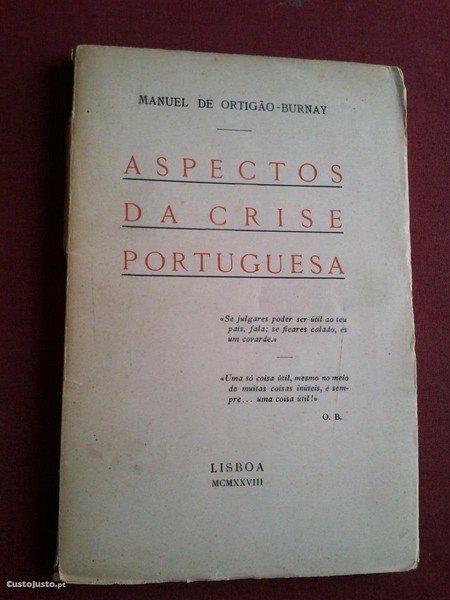 MANUEL DE ORTIGÃO-BURNAY
ASPECTOS
DA CRISE
PORTUGUESA
«Se julgares poder ser útil ao teu
país, fala; se ficares calado, és
um covarde.»
«Uma só coisa útil, mesmo no meio
de muitas coisas inúteis, é sem-
pre... uma coisa útil!»
O. B.
LISBOA
MCMXXVIII
CustoJusto.pt